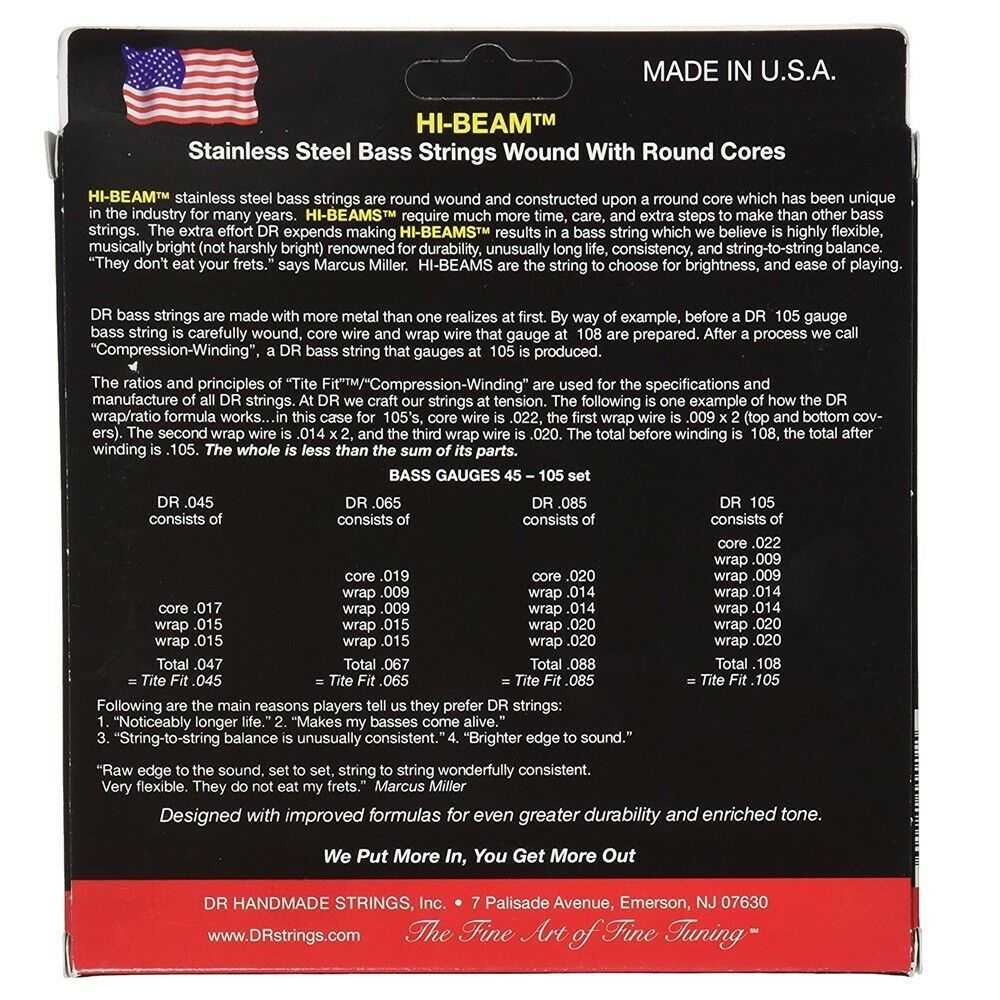 MADE IN U.S.A.
HI-BEAM™
Stainless Steel Bass Strings Wound With Round Cores
HI-BEAM™ stainless steel bass strings are round wound and constructed upon a rround core which has been unique
in the industry for many years. HI-BEAMS™ require much more time, care, and extra steps to make than other bass
strings. The extra effort DR expends making HI-BEAMS™ results in a bass string which we believe is highly flexible,
musically bright (not harshly bright) renowned for durability, unusually long life, consistency, and string-to-string balance.
“They don't eat your frets.” says Marcus Miller. HI-BEAMS are the string to choose for brightness, and ease of playing.
DR bass strings are made with more metal than one realizes at first. By way of example, before a DR 105 gauge
bass string is carefully wound, core wire and wrap wire that gauge at 108 are prepared. After a process we call
“Compression-Winding”, a DR bass string that gauges at 105 is produced.
The ratios and principles of “Tite Fit”™/“Compression-Winding” are used for the specifications and
manufacture of all DR strings. At DR we craft our strings at tension. The following is one example of how the DR
wrap/ratio formula works...in this case for 105's, core wire is .022, the first wrap wire is .009 x 2 (top and bottom cov-
ers). The second wrap wire is .014 x 2, and the third wrap wire is .020. The total before winding is 108, the total after
winding is .105. The whole is less than the sum of its parts.
BASS GAUGES 45 – 105 set
DR .045 DR .065 DR .085 DR 105
consists of consists of consists of consists of
core .022
wrap .009
core .019 core .020 wrap .009
wrap .009 wrap .014 wrap .014
core .017 wrap .009 wrap .014 wrap .014
wrap .015 wrap .015 wrap .020 wrap .020
wrap .015 wrap .015 wrap .020 wrap .020
Total .047 Total .067 Total .088 Total .108
= Tite Fit .045 = Tite Fit .065 = Tite Fit .085 = Tite Fit .105
Following are the main reasons players tell us they prefer DR strings:
1. “Noticeably longer life.” 2. “Makes my basses come alive.”
3. “String-to-string balance is unusually consistent.” 4. “Brighter edge to sound.”
“Raw edge to the sound, set to set, string to string wonderfully consistent.
Very flexible. They do not eat my frets.” Marcus Miller
Designed with improved formulas for even greater durability and enriched tone.
We Put More In, You Get More Out
DR HANDMADE STRINGS, Inc. • 7 Palisade Avenue, Emerson, NJ 07630
www.DRstrings.com The Fine Art of Fine Tuning℠